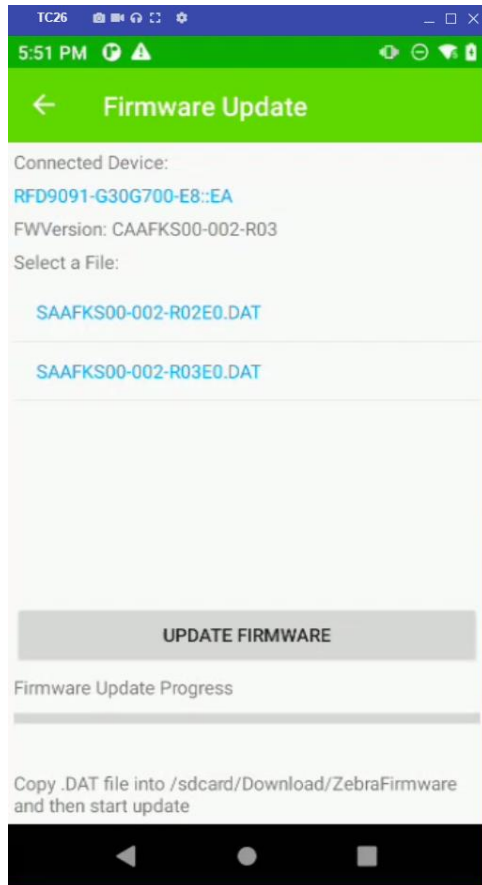 TC26
5:51 PM
Firmware Update
Connected Device:
RFD9091-G30G700-E8::EA
FWVersion: CAAFKS00-002-R03
Select a File:
SAAFKS00-002-R02E0.DAT
SAAFKS00-002-R03E0.DAT
UPDATE FIRMWARE
Firmware Update Progress
Copy .DAT file into /sdcard/Download/ZebraFirmware
and then start update